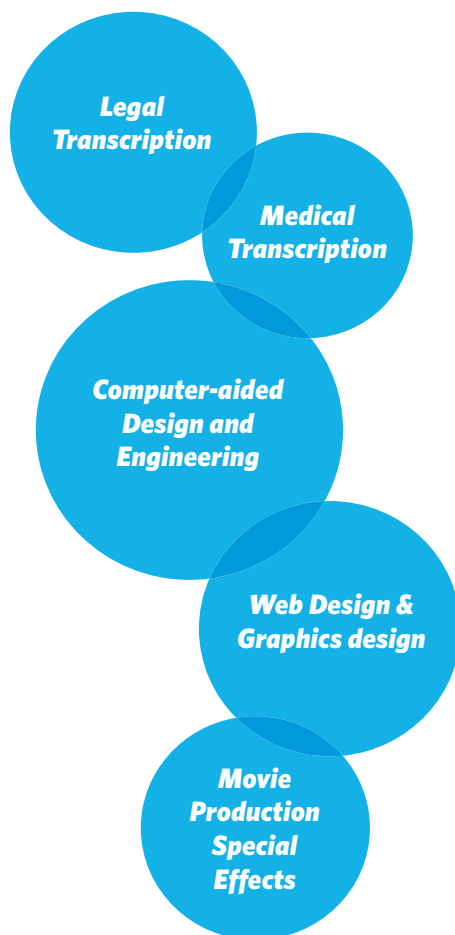 Legal
Transcription
Medical
Transcription
Computer-aided
Design and
Engineering
Web Design &
Graphics design
Movie
Production
Special
Effects